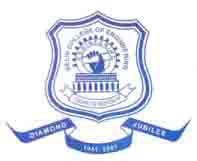 DELHI COLLEGE OF ENGINEERING
DIAMOND
JUBILEE
1941-2001